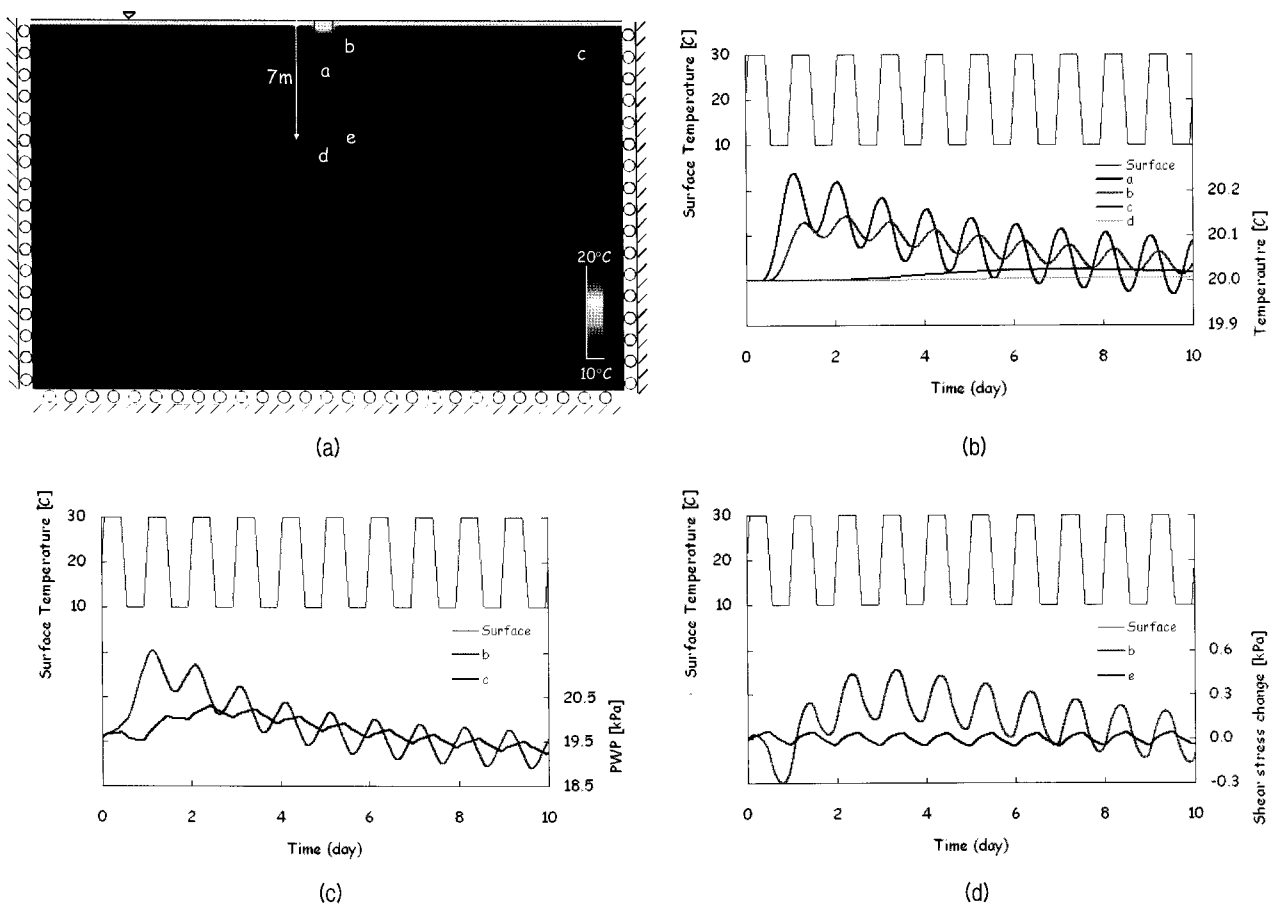 7m
a
b
c
d
e
20°C
10°C
(a)
Surface Temperature [C]
30
20
10
Surface
a
b
c
d
20.2
20.1
20.0
19.9
Temperautre [C]
0 2 4 6 8 10
Time (day)
(b)
Surface Temperature [C]
30
20
10
Surface
b
c
20.5
19.5
18.5
PWP [kPa]
0 2 4 6 8 10
Time (day)
(c)
Surface Temperature [C]
30
20
10
Surface
b
e
0.6
0.3
0.0
-0.3
Shear stress change [kPa]
0 2 4 6 8 10
Time (day)
(d)